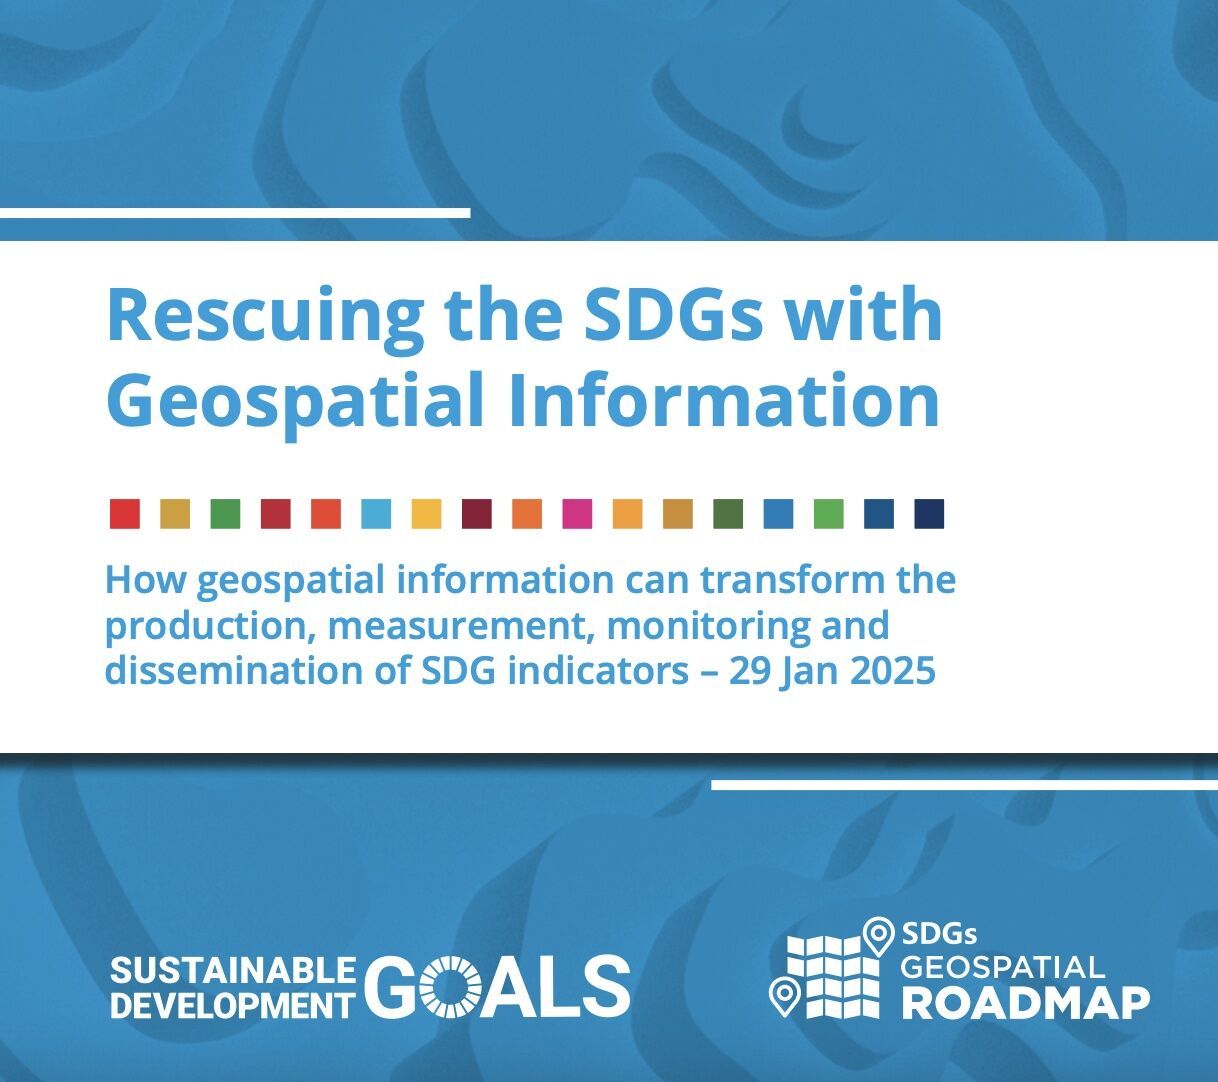 Rescuing the SDGs with
Geospatial Information
How geospatial information can transform the
production, measurement, monitoring and
dissemination of SDG indicators – 29 Jan 2025
SUSTAINABLE
DEVELOPMENT
GOALS
SDGs
GEOSPATIAL
ROADMAP